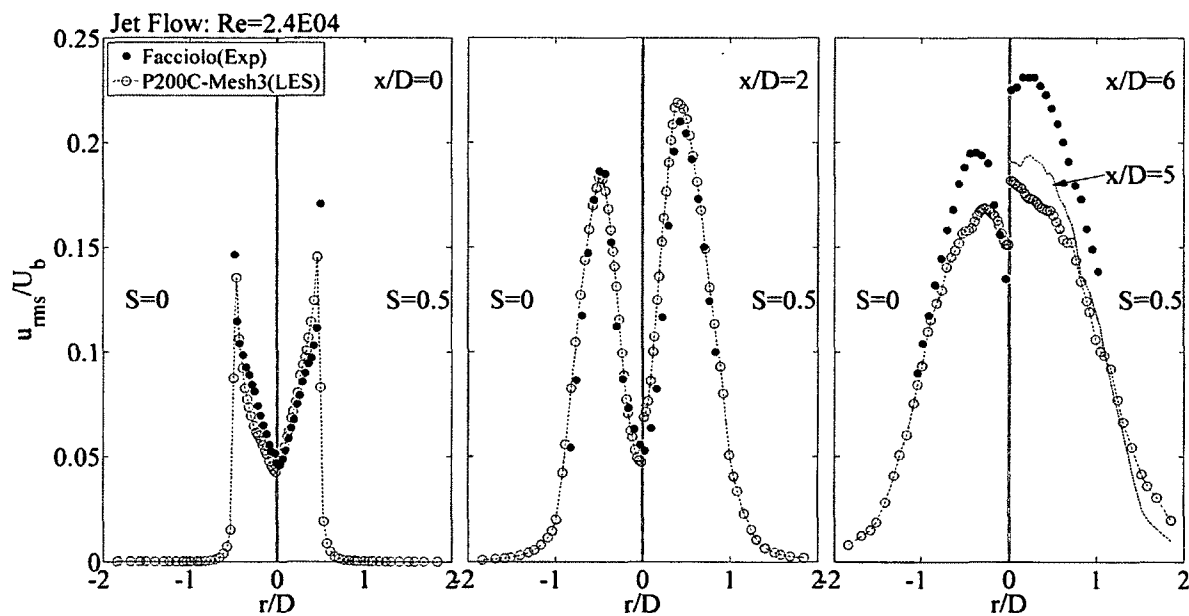 Jet Flow: Re=2.4E04
Facciolo(Exp)
P200C-Mesh3(LES)
u_rms/U_b
0.25
0.2
0.15
0.1
0.05
0
x/D=0
S=0
S=0.5
-2
-1
0
1
2
r/D
x/D=2
S=0
S=0.5
-1
0
1
2
r/D
x/D=6
x/D=5
S=0
S=0.5
-1
0
1
2
r/D